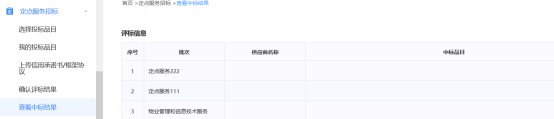 首页 >定点服务招标 >查看中标结果
定点服务招标
选择投标品目
我的投标品目
上传信用承诺书/框架协议
确认评标结果
查看中标结果
评标信息
序号 批次 供应商名称 中标品目
1 定点服务222
2 定点服务111
3 物业管理和信息技术服务